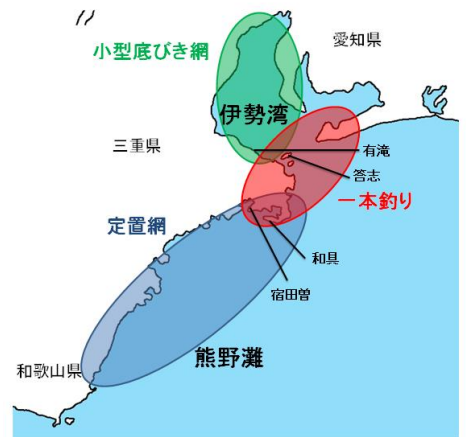 愛知県
小型底びき網
伊勢湾
三重県
有滝
答志
一本釣り
定置網
和具
宿田曽
熊野灘
和歌山県